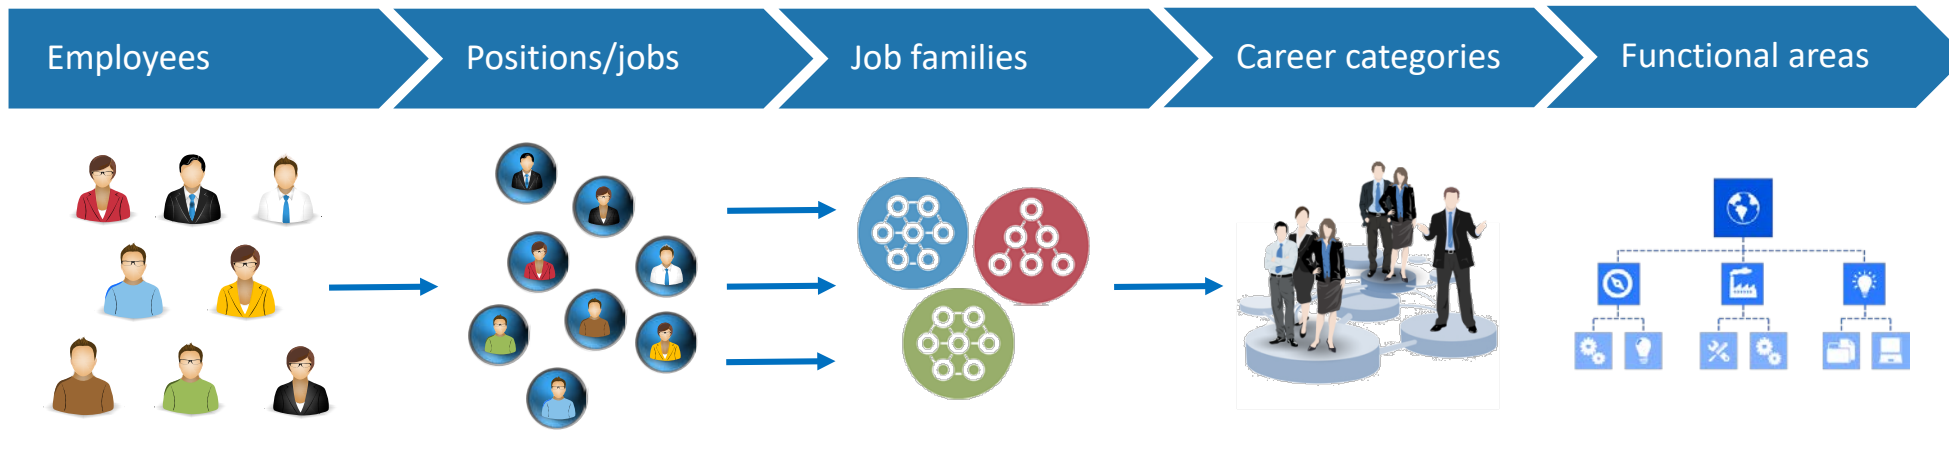 Employees
Positions/jobs
Job families
Career categories
Functional areas